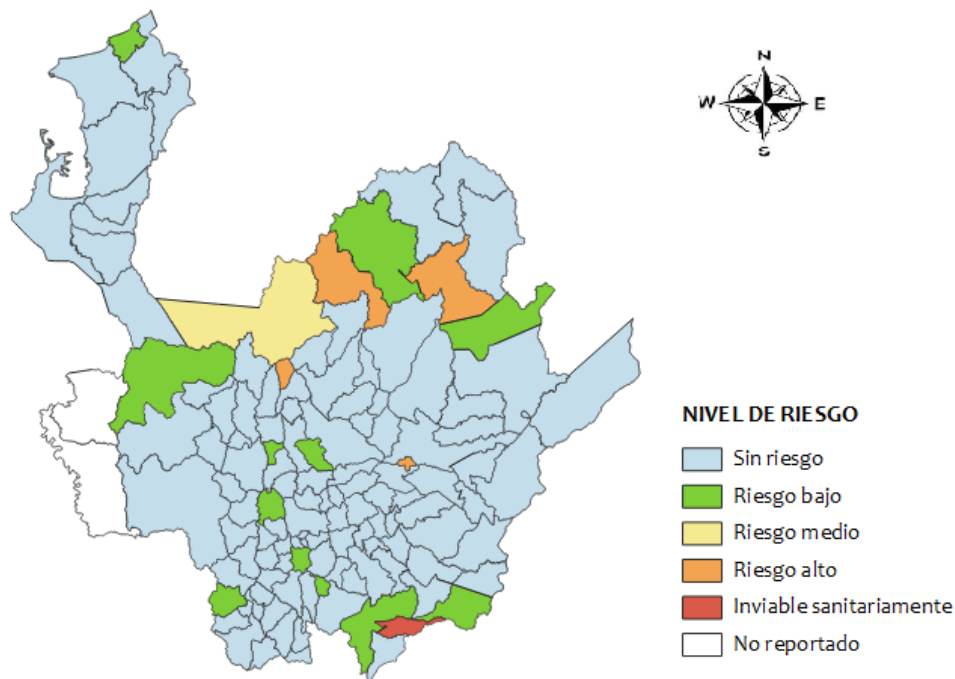 N
W E
S
NIVEL DE RIESGO
Sin riesgo
Riesgo bajo
Riesgo medio
Riesgo alto
Inviable sanitariamente
No reportado